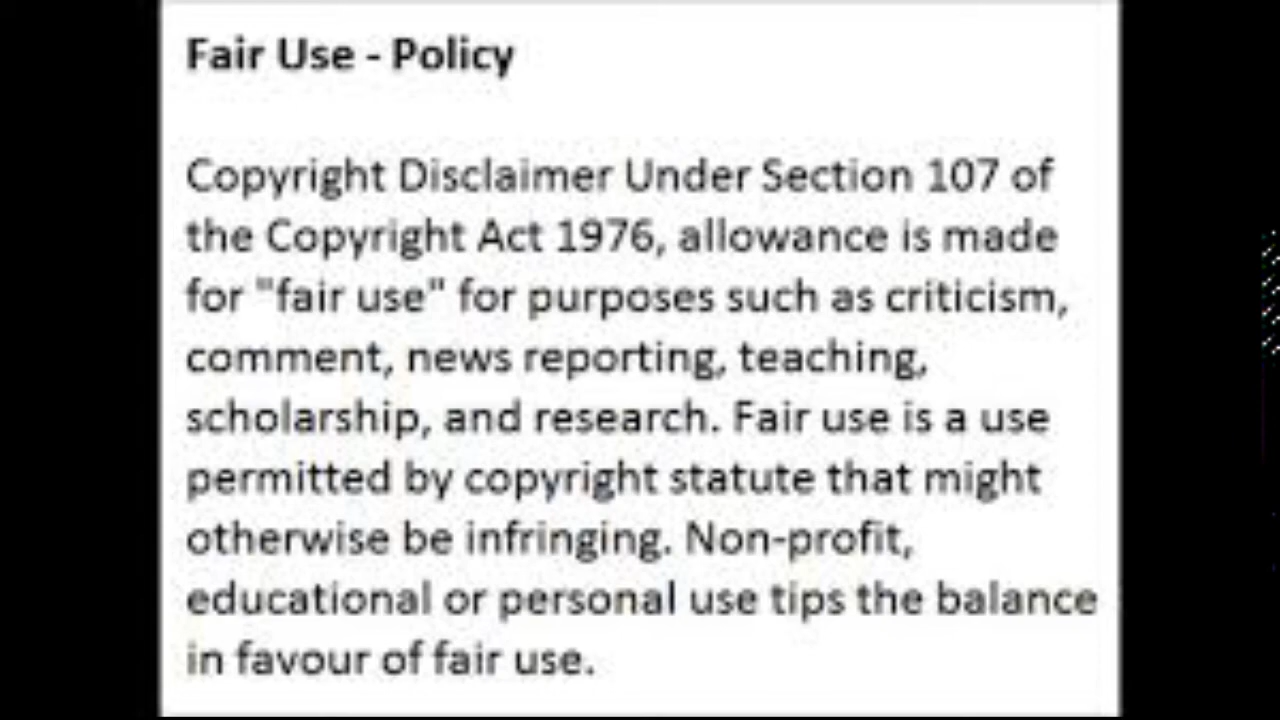 Fair Use - Policy
Copyright Disclaimer Under Section 107 of
the Copyright Act 1976, allowance is made
for "fair use" for purposes such as criticism,
comment, news reporting, teaching,
scholarship, and research. Fair use is a use
permitted by copyright statute that might
otherwise be infringing. Non-profit,
educational or personal use tips the balance
in favour of fair use.